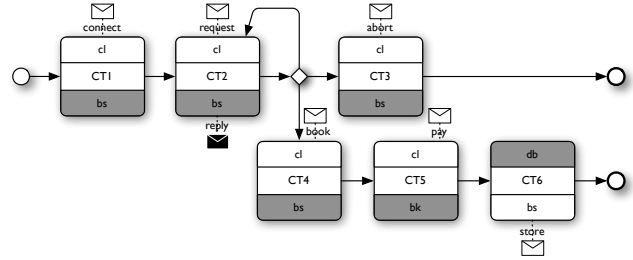 connect
request
abort
cl
cl
cl
CT1
CT2
CT3
bs
bs
bs
reply
book
pay
cl
cl
db
CT4
CT5
CT6
bs
bk
bs
store